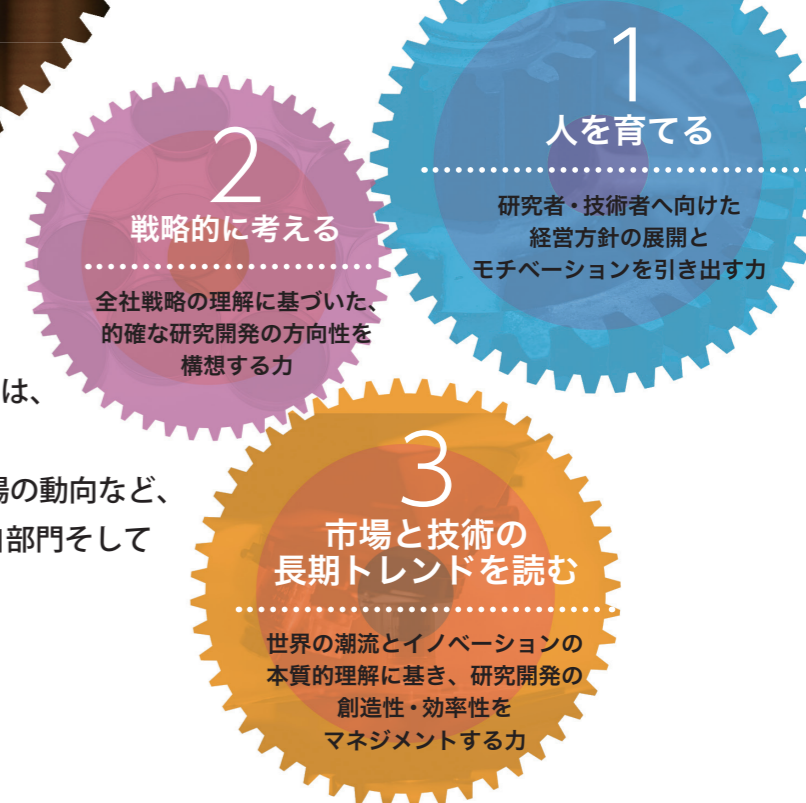 1
人を育てる
研究者・技術者へ向けた
経営方針の展開と
モチベーションを引き出す力
2
戦略的に考える
全社戦略の理解に基づいた、
的確な研究開発の方向性を
構想する力
は、
の動向など、
部門そして
3
市場と技術の
長期トレンドを読む
世界の潮流とイノベーションの
本質的理解に基き、研究開発の
創造性・効率性を
マネジメントする力